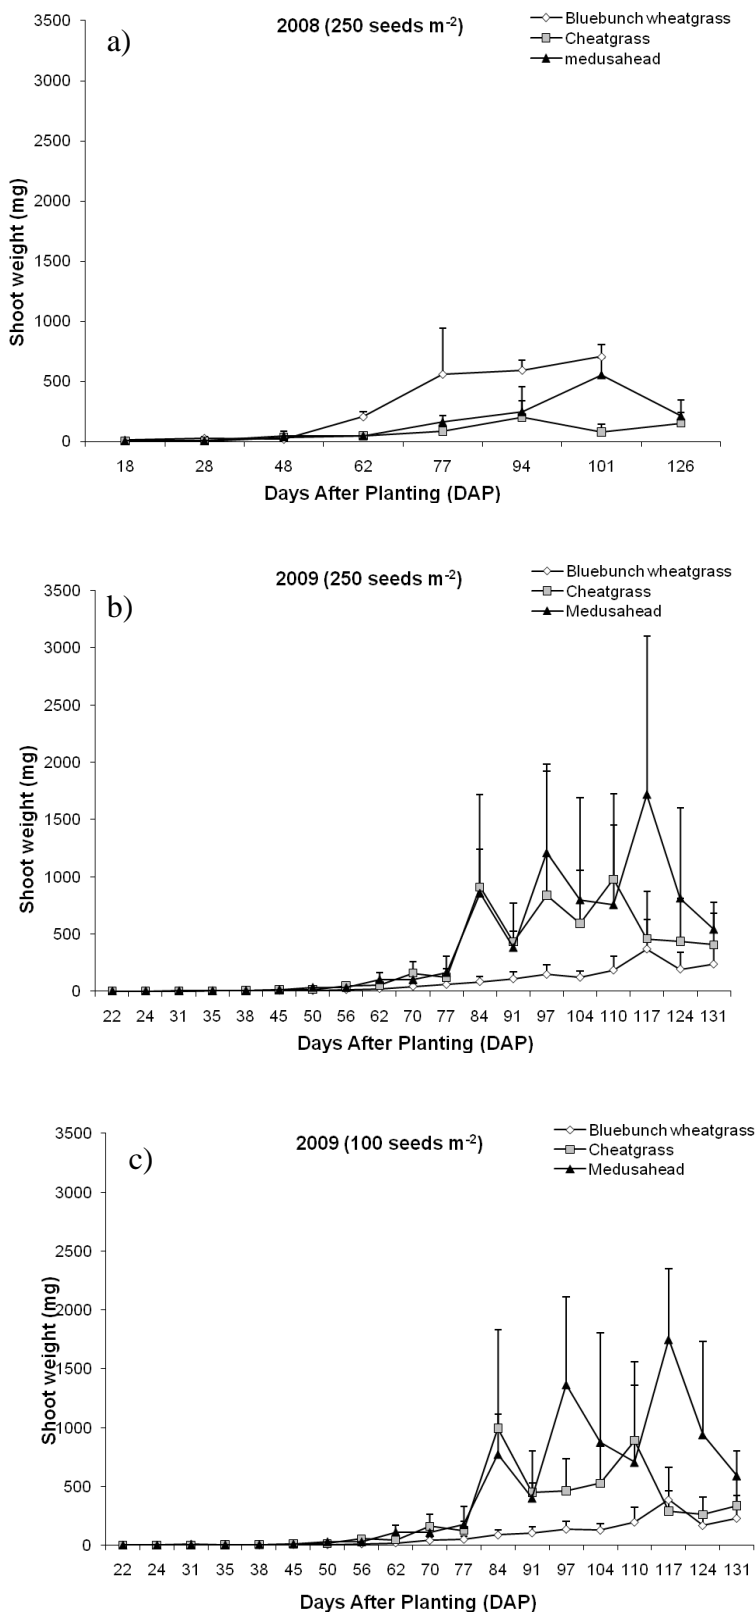 a)
2008 (250 seeds m-2)
Bluebunch wheatgrass
Cheatgrass
medusahead
Shoot weight (mg)
3500
3000
2500
2000
1500
1000
500
0
18 28 48 62 77 94 101 126
Days After Planting (DAP)
b)
2009 (250 seeds m-2)
Bluebunch wheatgrass
Cheatgrass
Medusahead
Shoot weight (mg)
3500
3000
2500
2000
1500
1000
500
0
22 24 31 35 38 45 50 56 62 70 77 84 91 97 104 110 117 124 131
Days After Planting (DAP)
c)
2009 (100 seeds m-2)
Bluebunch wheatgrass
Cheatgrass
Medusahead
Shoot weight (mg)
3500
3000
2500
2000
1500
1000
500
0
22 24 31 35 38 45 50 56 62 70 77 84 91 97 104 110 117 124 131
Days After Planting (DAP)